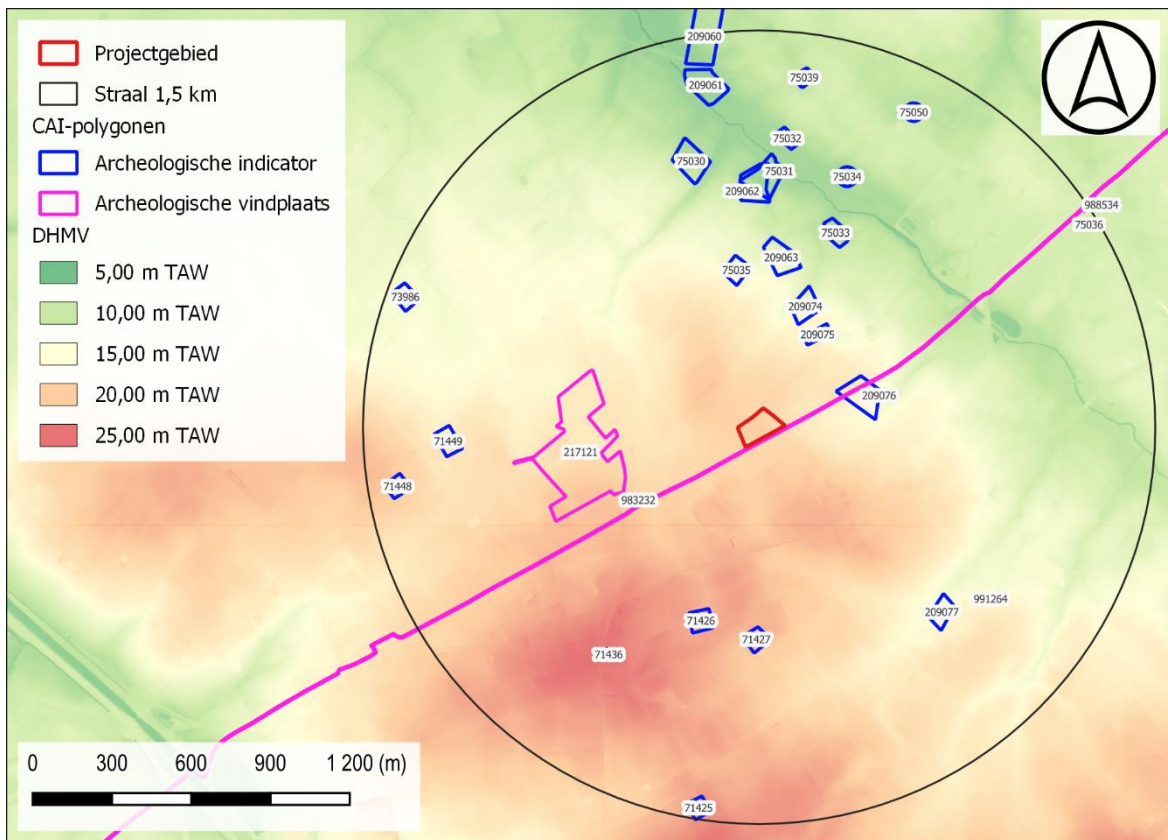 Projectgebied
Straal 1,5 km
CAI-polygonen
Archeologische indicator
Archeologische vindplaats
DHMV
5,00 m TAW
10,00 m TAW
15,00 m TAW
20,00 m TAW
25,00 m TAW
209060
209061
75039
75050
75032
75030
75031
75034
209062
988534
75036
75033
209063
75035
73986
209074
209075
209076
71449
217121
71448
983232
991264
209077
71426
71427
71436
71425
0 300 600 900 1 200 (m)